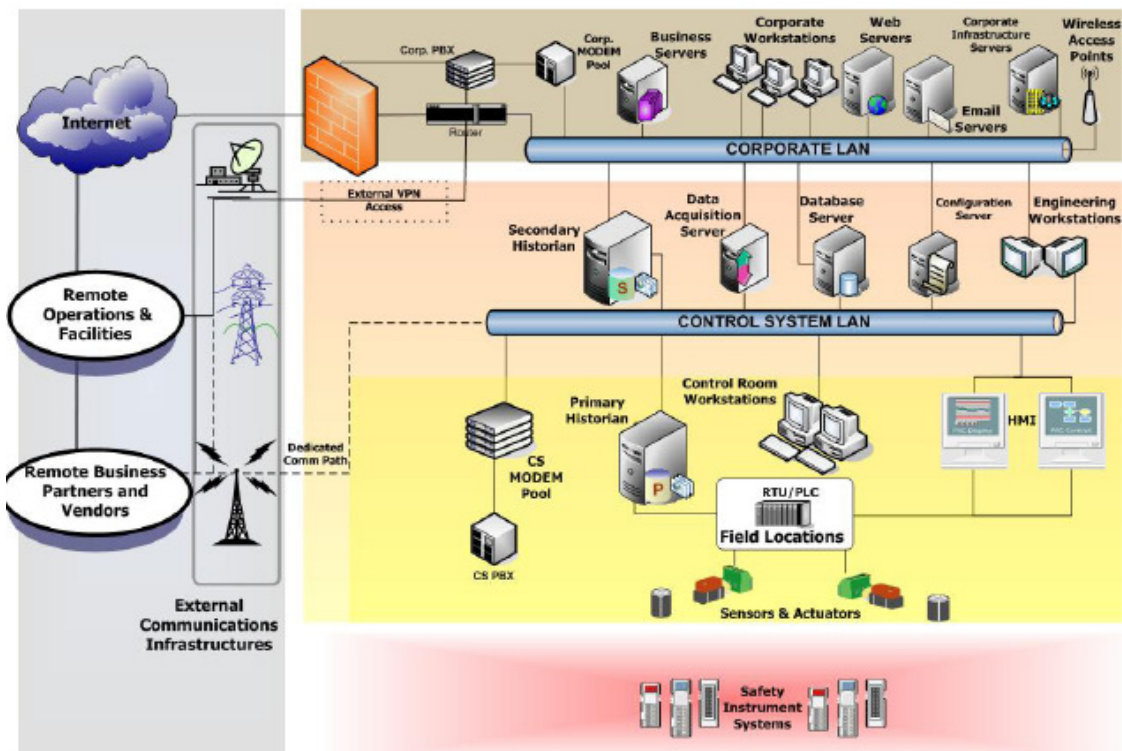 Corp. PBX
Corp.
MODEM
Pool
Business
Servers
Corporate
Workstations
Web
Servers
Corporate
Infrastructure
Servers
Wireless
Access
Points
Internet
Router
Email
Servers
CORPORATE LAN
External VPN
Access
Secondary
Historian
Data
Acquisition
Server
Database
Server
Configuration
Server
Engineering
Workstations
S
Remote
Operations &
Facilities
CONTROL SYSTEM LAN
Primary
Historian
Control Room
Workstations
HMI
Dedicated
Comm Path
Remote Business
Partners and
Vendors
CS
MODEM
Pool
P
RTU/PLC
Field Locations
CS PBX
Sensors & Actuators
External
Communications
Infrastructures
Safety
Instrument
Systems